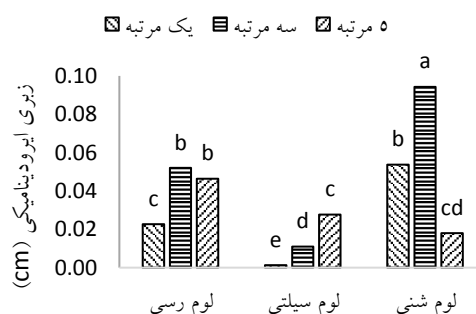 یک مرتبه سه مرتبه ۵ مرتبه
زبری ایرودینامیکی (cm)
0.10
0.08
0.06
0.04
0.02
0.00
c b b
e d c
b a cd
لوم رسی لوم سیلتی لوم شنی